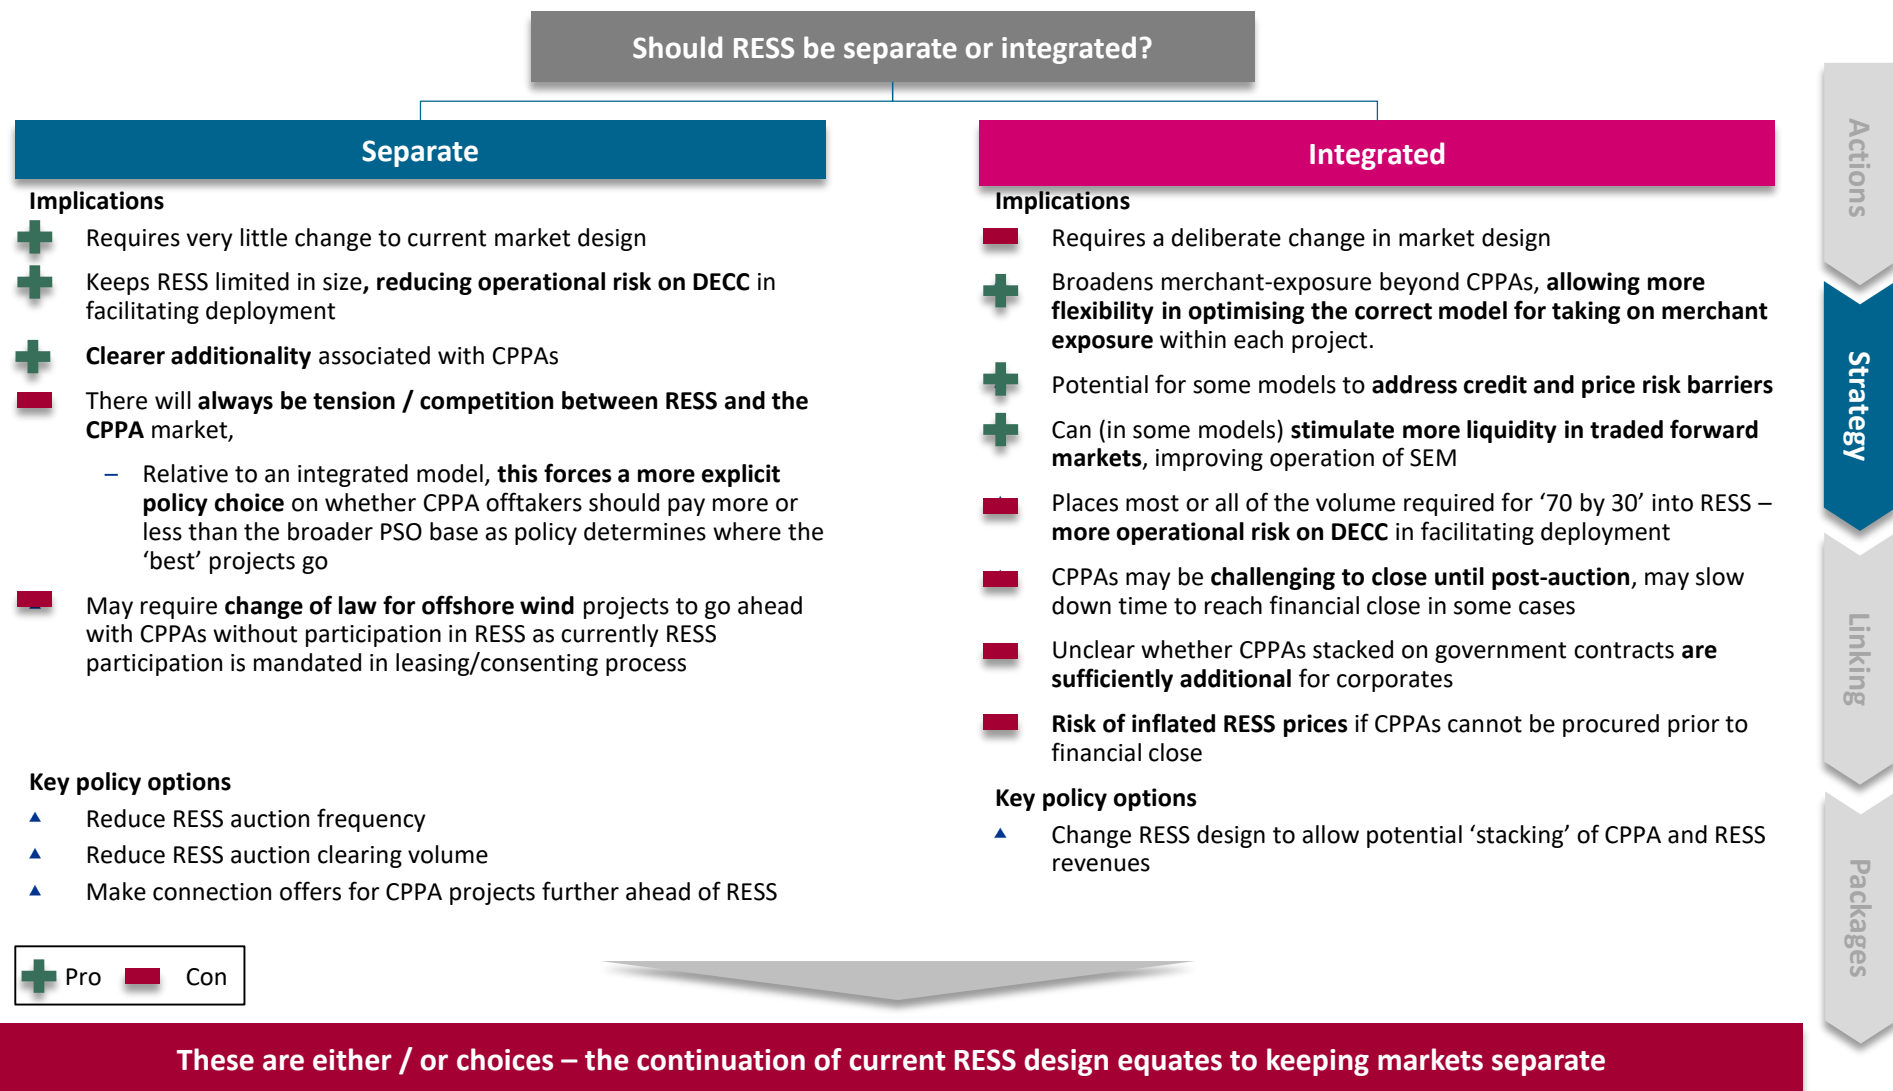 Should RESS be separate or integrated?
Separate
Implications
Requires very little change to current market design
Keeps RESS limited in size, reducing operational risk on DECC in
facilitating deployment
Clearer additionality associated with CPPAs
There will always be tension / competition between RESS and the
CPPA market,
– Relative to an integrated model, this forces a more explicit
policy choice on whether CPPA offtakers should pay more or
less than the broader PSO base as policy determines where the
‘best’ projects go
May require change of law for offshore wind projects to go ahead
with CPPAs without participation in RESS as currently RESS
participation is mandated in leasing/consenting process
Key policy options
Reduce RESS auction frequency
Reduce RESS auction clearing volume
Make connection offers for CPPA projects further ahead of RESS
Pro
Con
Integrated
Implications
Requires a deliberate change in market design
Broadens merchant-exposure beyond CPPAs, allowing more
flexibility in optimising the correct model for taking on merchant
exposure within each project.
Potential for some models to address credit and price risk barriers
Can (in some models) stimulate more liquidity in traded forward
markets, improving operation of SEM
Places most or all of the volume required for ‘70 by 30’ into RESS –
more operational risk on DECC in facilitating deployment
CPPAs may be challenging to close until post-auction, may slow
down time to reach financial close in some cases
Unclear whether CPPAs stacked on government contracts are
sufficiently additional for corporates
Risk of inflated RESS prices if CPPAs cannot be procured prior to
financial close
Key policy options
Change RESS design to allow potential ‘stacking’ of CPPA and RESS
revenues
Actions
Strategy
Linking
Packages
These are either / or choices – the continuation of current RESS design equates to keeping markets separate